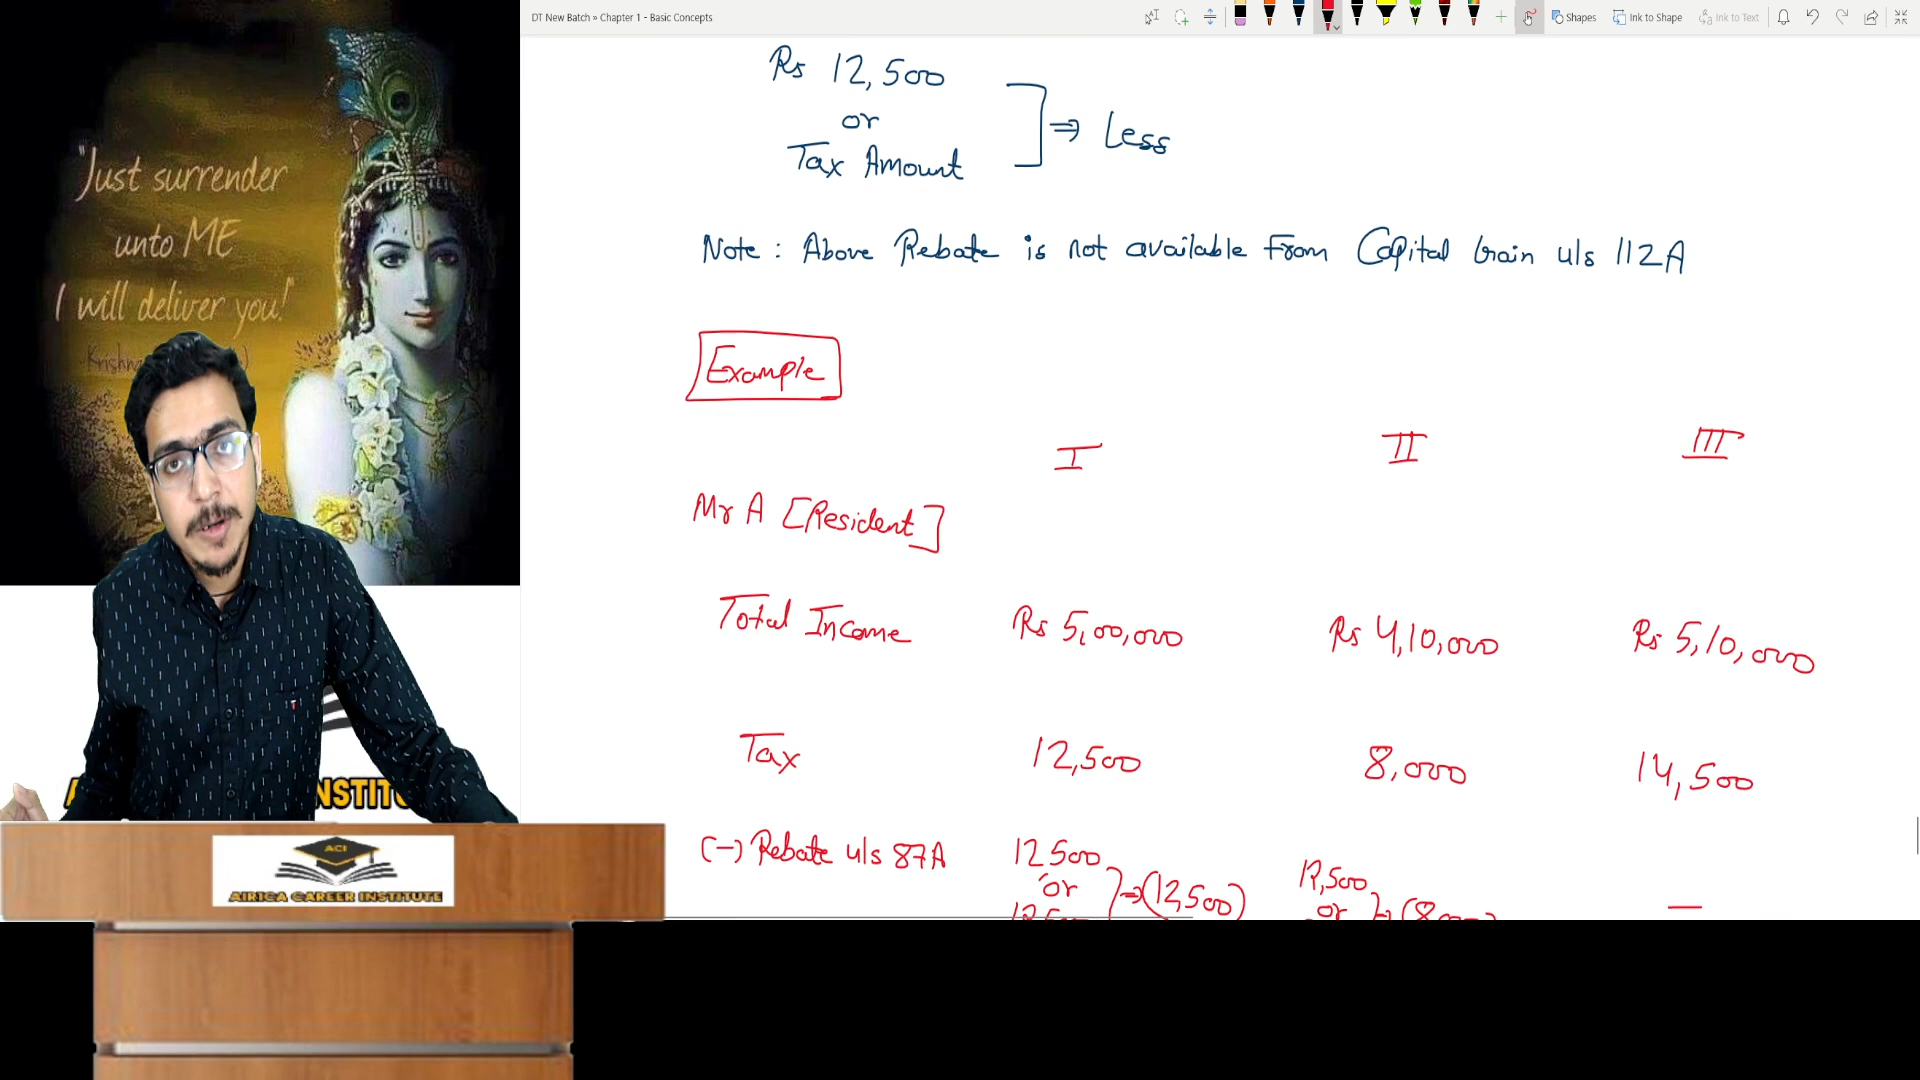 DT New Batch » Chapter 1 - Basic Concepts
Shapes
Ink to Shape
Ink to Text
"Just surrender
unto ME
I will deliver you!"
Rs 12,500
or
Tax Amount
⇒ Less
Note : Above Rebate is not available from Capital Gain u/s 112A
Example
I II III
Mr A [Resident]
Total Income Rs 5,00,000 Rs 4,10,000 Rs 5,10,000
Tax 12,500 8,000 14,500
(-) Rebate u/s 87A 12500 12,500 —
or ⇒ (12,500) or
ACI
AIRICA CAREER INSTITUTE